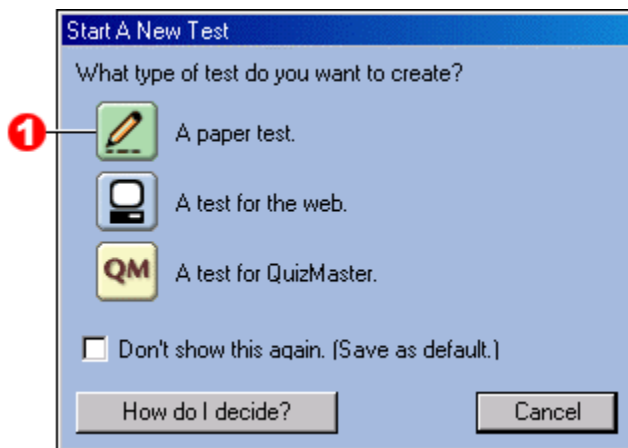 Start A New Test
What type of test do you want to create?
1 A paper test.
A test for the web.
QM A test for QuizMaster.
Don't show this again. (Save as default.)
How do I decide? Cancel